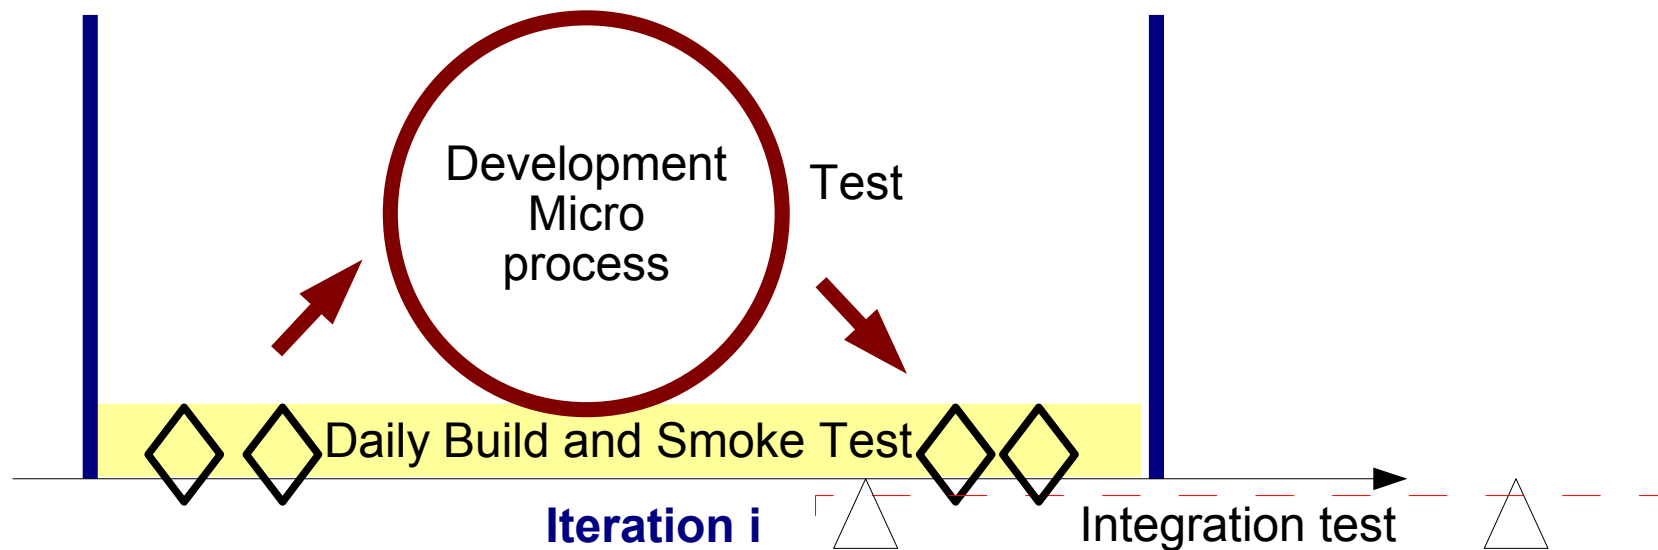 Development
Micro
process
Test
Daily Build and Smoke Test
Iteration i
Integration test